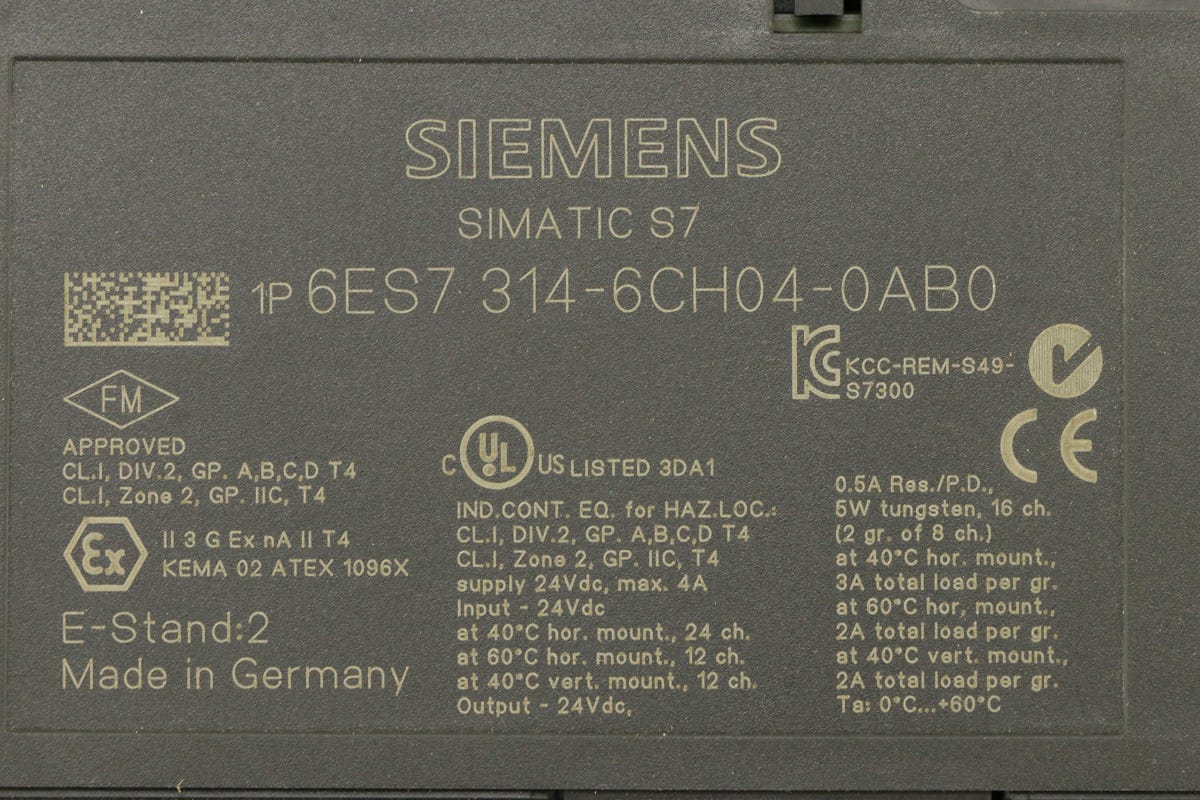 SIEMENS
SIMATIC S7
1P 6ES7 314-6CH04-0AB0
KCC-REM-S49-
S7300
FM
APPROVED
CL.I, DIV.2, GP. A,B,C,D T4
CL.I, Zone 2, GP. IIC, T4
Ex
II 3 G Ex nA II T4
KEMA 02 ATEX 1096X
E-Stand:2
Made in Germany
C UL US LISTED 3DA1
IND.CONT. EQ. for HAZ.LOC.:
CL.I, DIV.2, GP. A,B,C,D T4
CL.I, Zone 2, GP. IIC, T4
supply 24Vdc, max. 4A
Input - 24Vdc
at 40°C hor. mount., 24 ch.
at 60°C hor. mount., 12 ch.
at 40°C vert. mount., 12 ch.
Output - 24Vdc,
CE
0.5A Res./P.D.,
5W tungsten, 16 ch.
(2 gr. of 8 ch.)
at 40°C hor. mount.,
3A total load per gr.
at 60°C hor, mount.,
2A total load per gr.
at 40°C vert. mount.,
2A total load per gr.
Ta: 0°C...+60°C